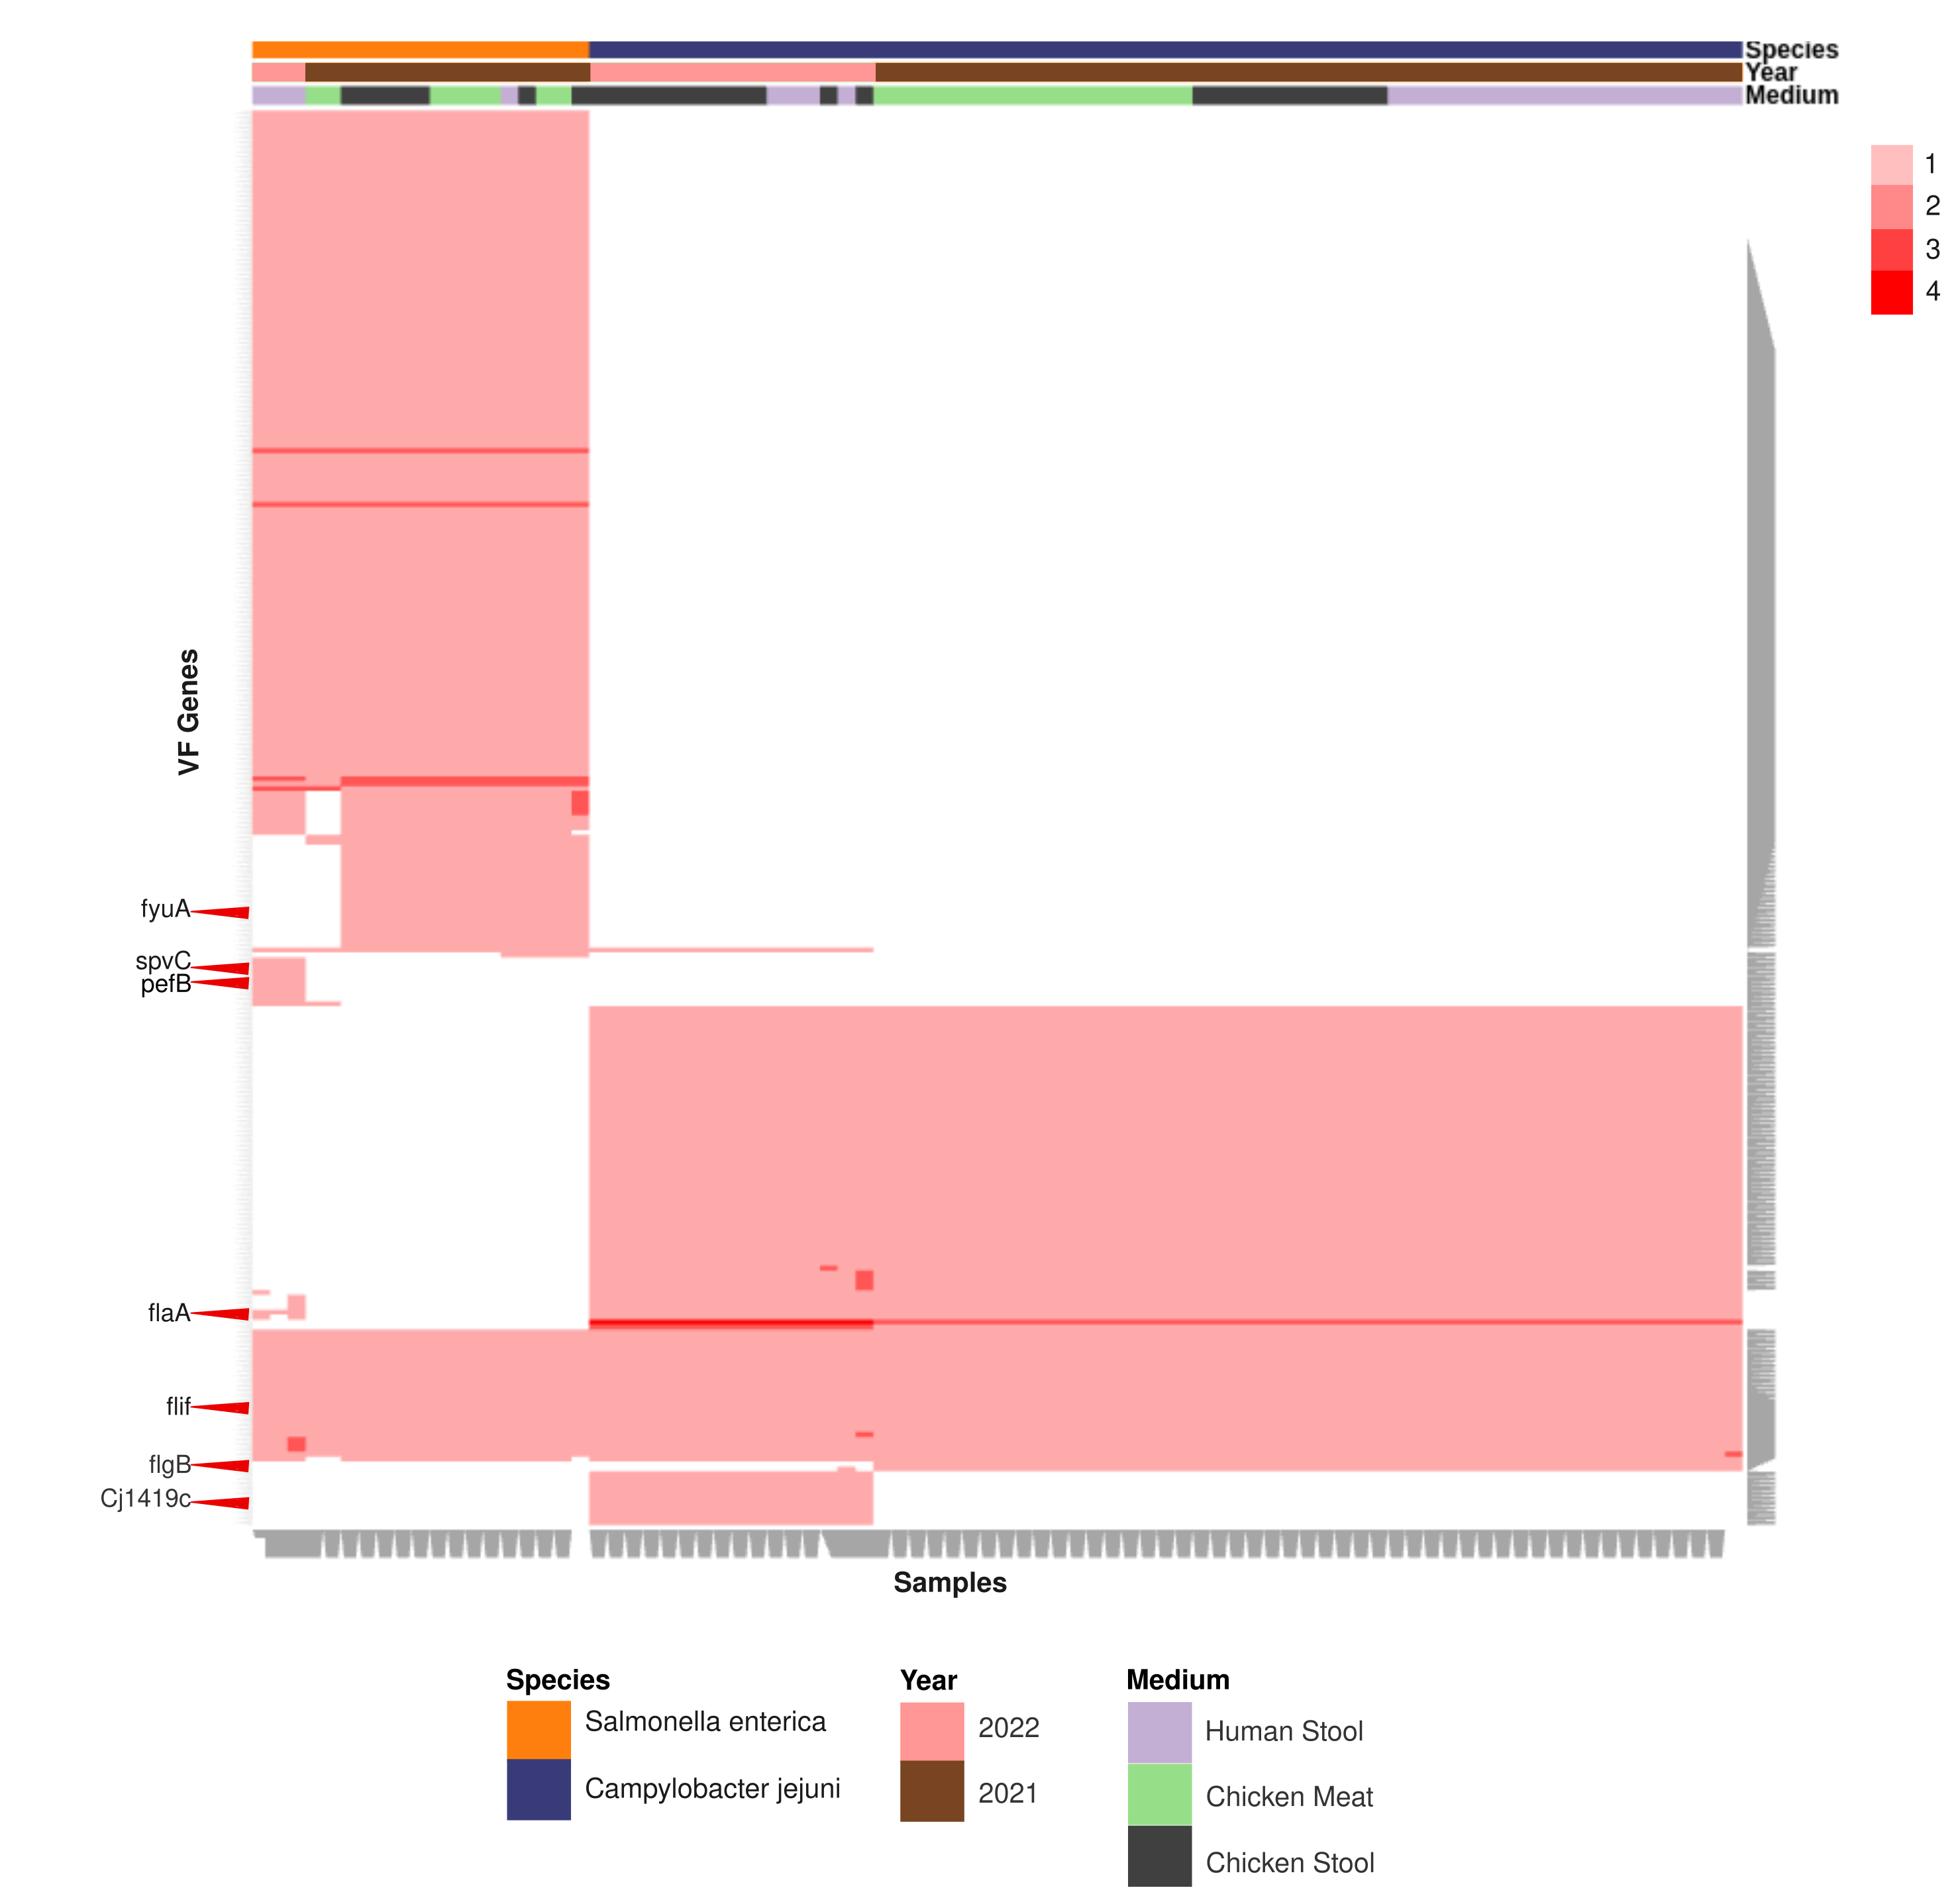 Species
Year
Medium
1
2
3
4
VF Genes
fyuA
spvC
pefB
flaA
flif
flgB
Cj1419c
Samples
Species
Salmonella enterica
Campylobacter jejuni
Year
2022
2021
Medium
Human Stool
Chicken Meat
Chicken Stool